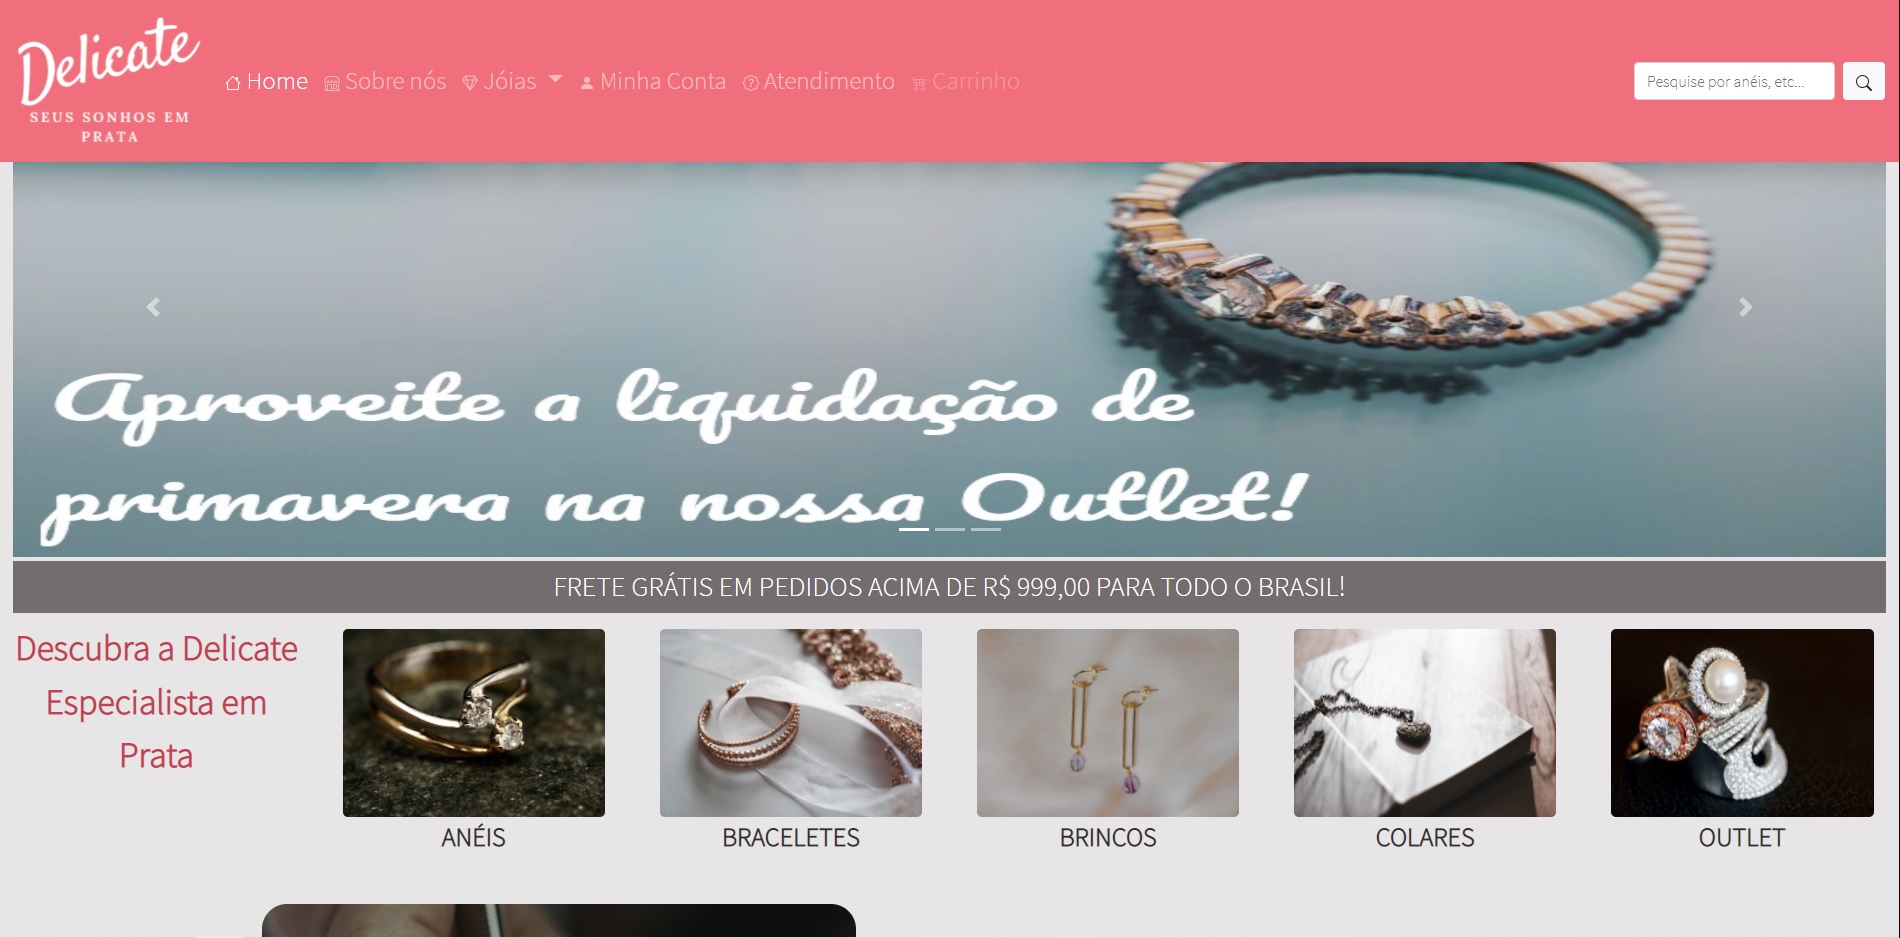 Delicate
SEUS SONHOS EM
PRATA
Home Sobre nós Jóias Minha Conta Atendimento Carrinho
Pesquise por anéis, etc...
Aproveite a liquidação de
primavera na nossa Outlet!
FRETE GRÁTIS EM PEDIDOS ACIMA DE R$ 999,00 PARA TODO O BRASIL!
Descubra a Delicate
Especialista em
Prata
ANÉIS
BRACELETES
BRINCOS
COLARES
OUTLET